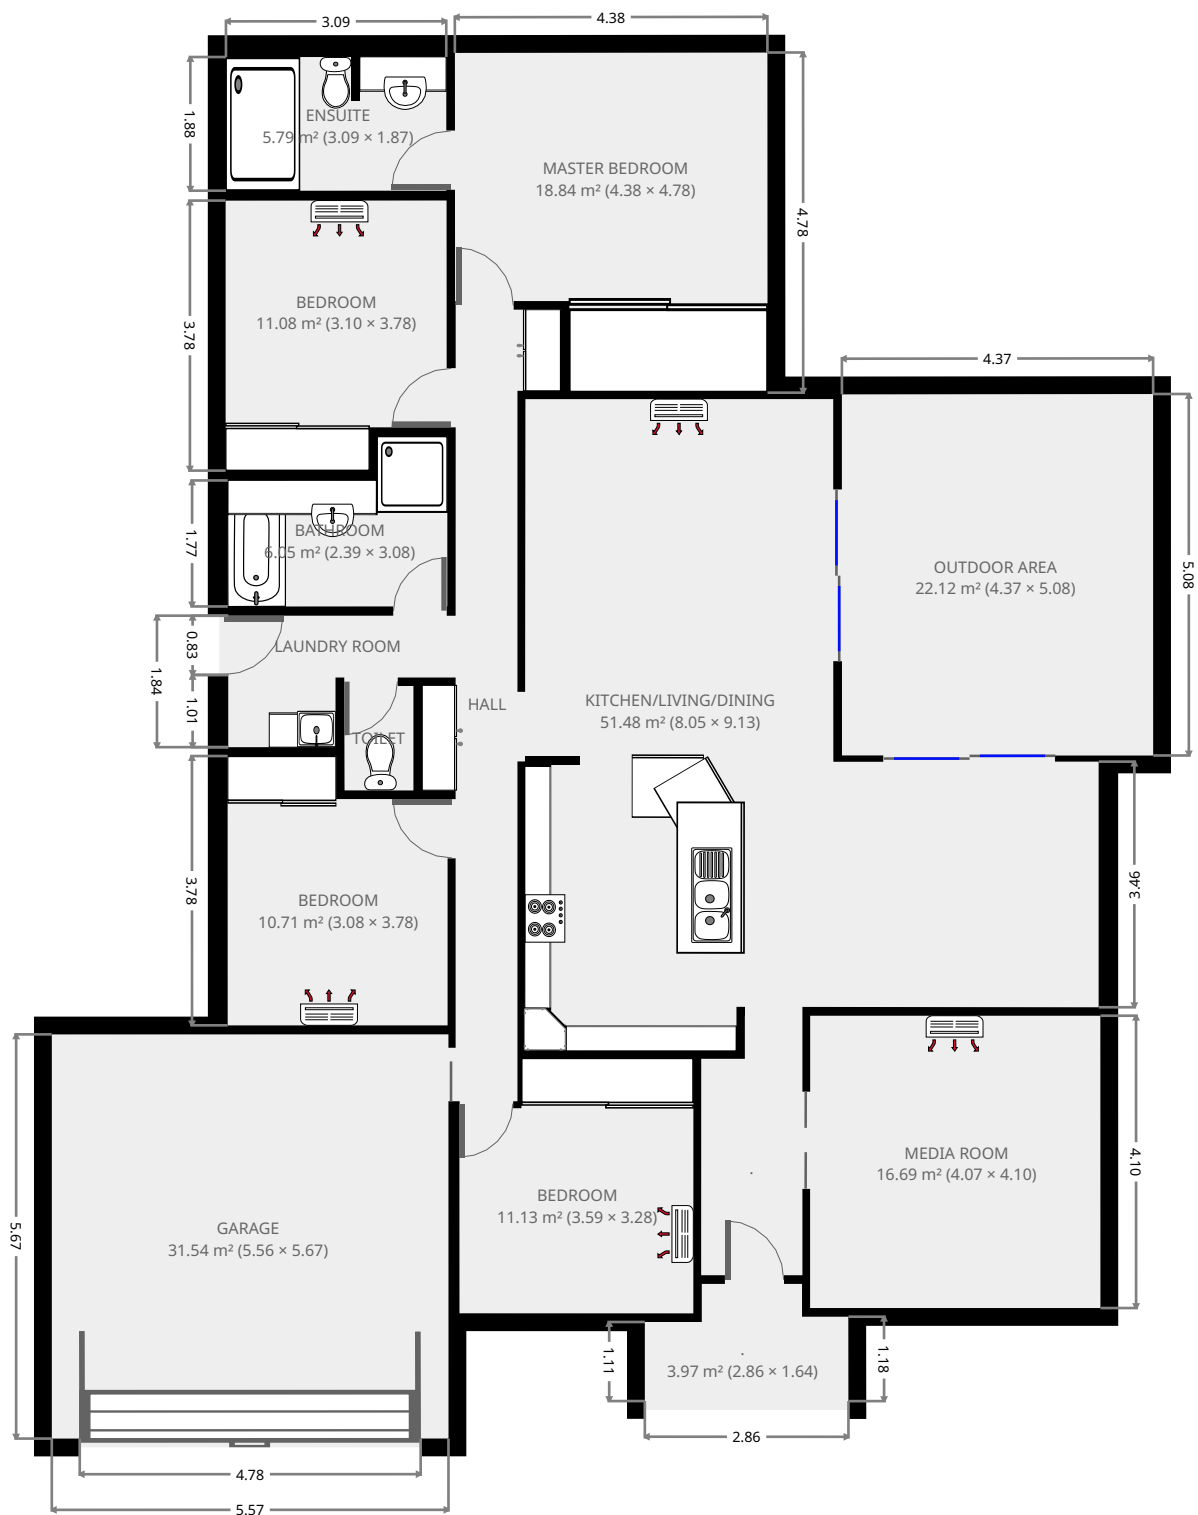 3.09
4.38
1.88
ENSUITE
5.79 m² (3.09 × 1.87)
MASTER BEDROOM
18.84 m² (4.38 × 4.78)
4.78
BEDROOM
11.08 m² (3.10 × 3.78)
3.78
4.37
BATHROOM
6.05 m² (2.39 × 3.08)
1.77
OUTDOOR AREA
22.12 m² (4.37 × 5.08)
5.08
0.83
LAUNDRY ROOM
1.84
1.01
HALL
TOILET
KITCHEN/LIVING/DINING
51.48 m² (8.05 × 9.13)
3.78
BEDROOM
10.71 m² (3.08 × 3.78)
3.46
MEDIA ROOM
16.69 m² (4.07 × 4.10)
4.10
BEDROOM
11.13 m² (3.59 × 3.28)
GARAGE
31.54 m² (5.56 × 5.67)
5.67
1.11
.
3.97 m² (2.86 × 1.64)
1.18
2.86
4.78
5.57